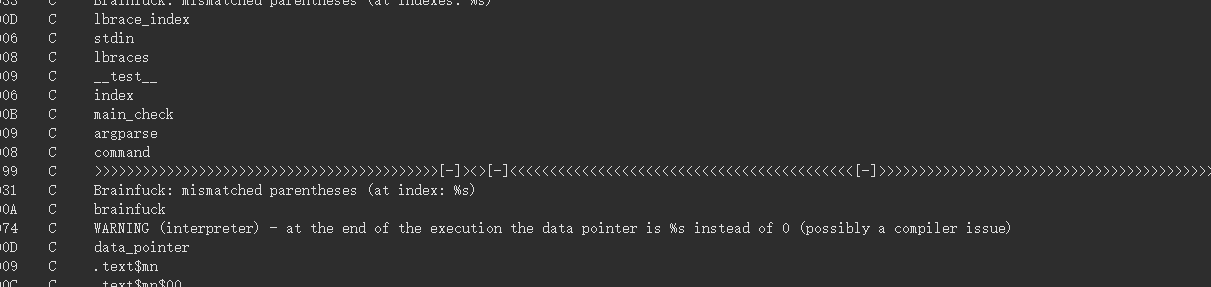 033 C Brainfuck: mismatched parentheses (at indexes: %s)
00D C lbrace_index
006 C stdin
008 C lbraces
009 C __test__
006 C index
00B C main_check
009 C argparse
008 C command
199 C >>>>>>>>>>>>>>>>>>>>>>>>>>>>>>>>>>>>>>>>>>>[-]><>[-]<<<<<<<<<<<<<<<<<<<<<<<<<<<<<<<<<<<<<<<<<<<[-]>>>>>>>>>>>>>>>>>>>>>>>>>>>>>>>>>>>>>>>>>>
031 C Brainfuck: mismatched parentheses (at index: %s)
00A C brainfuck
074 C WARNING (interpreter) - at the end of the execution the data pointer is %s instead of 0 (possibly a compiler issue)
00D C data_pointer
009 C .text$mn
00C C .text$mn$00